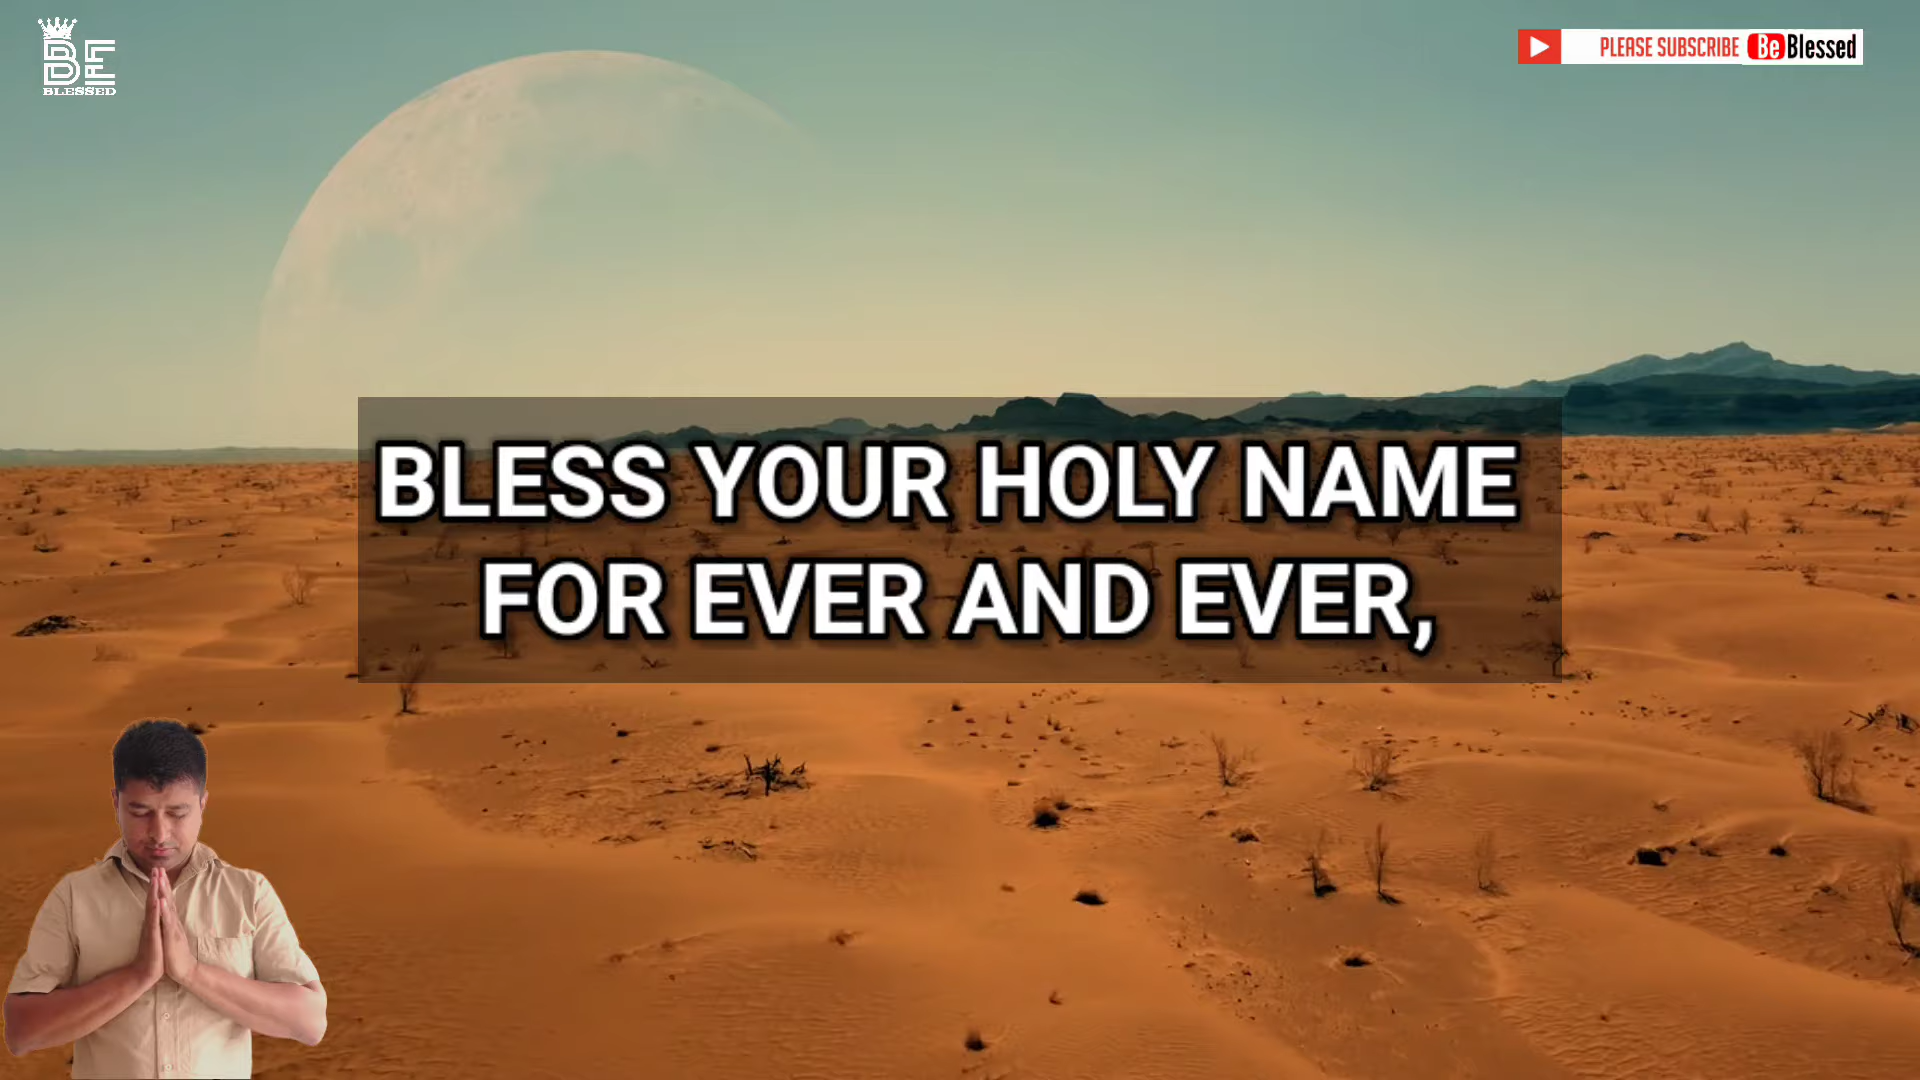 BE
BLESSED
PLEASE SUBSCRIBE Be Blessed
BLESS YOUR HOLY NAME
FOR EVER AND EVER,